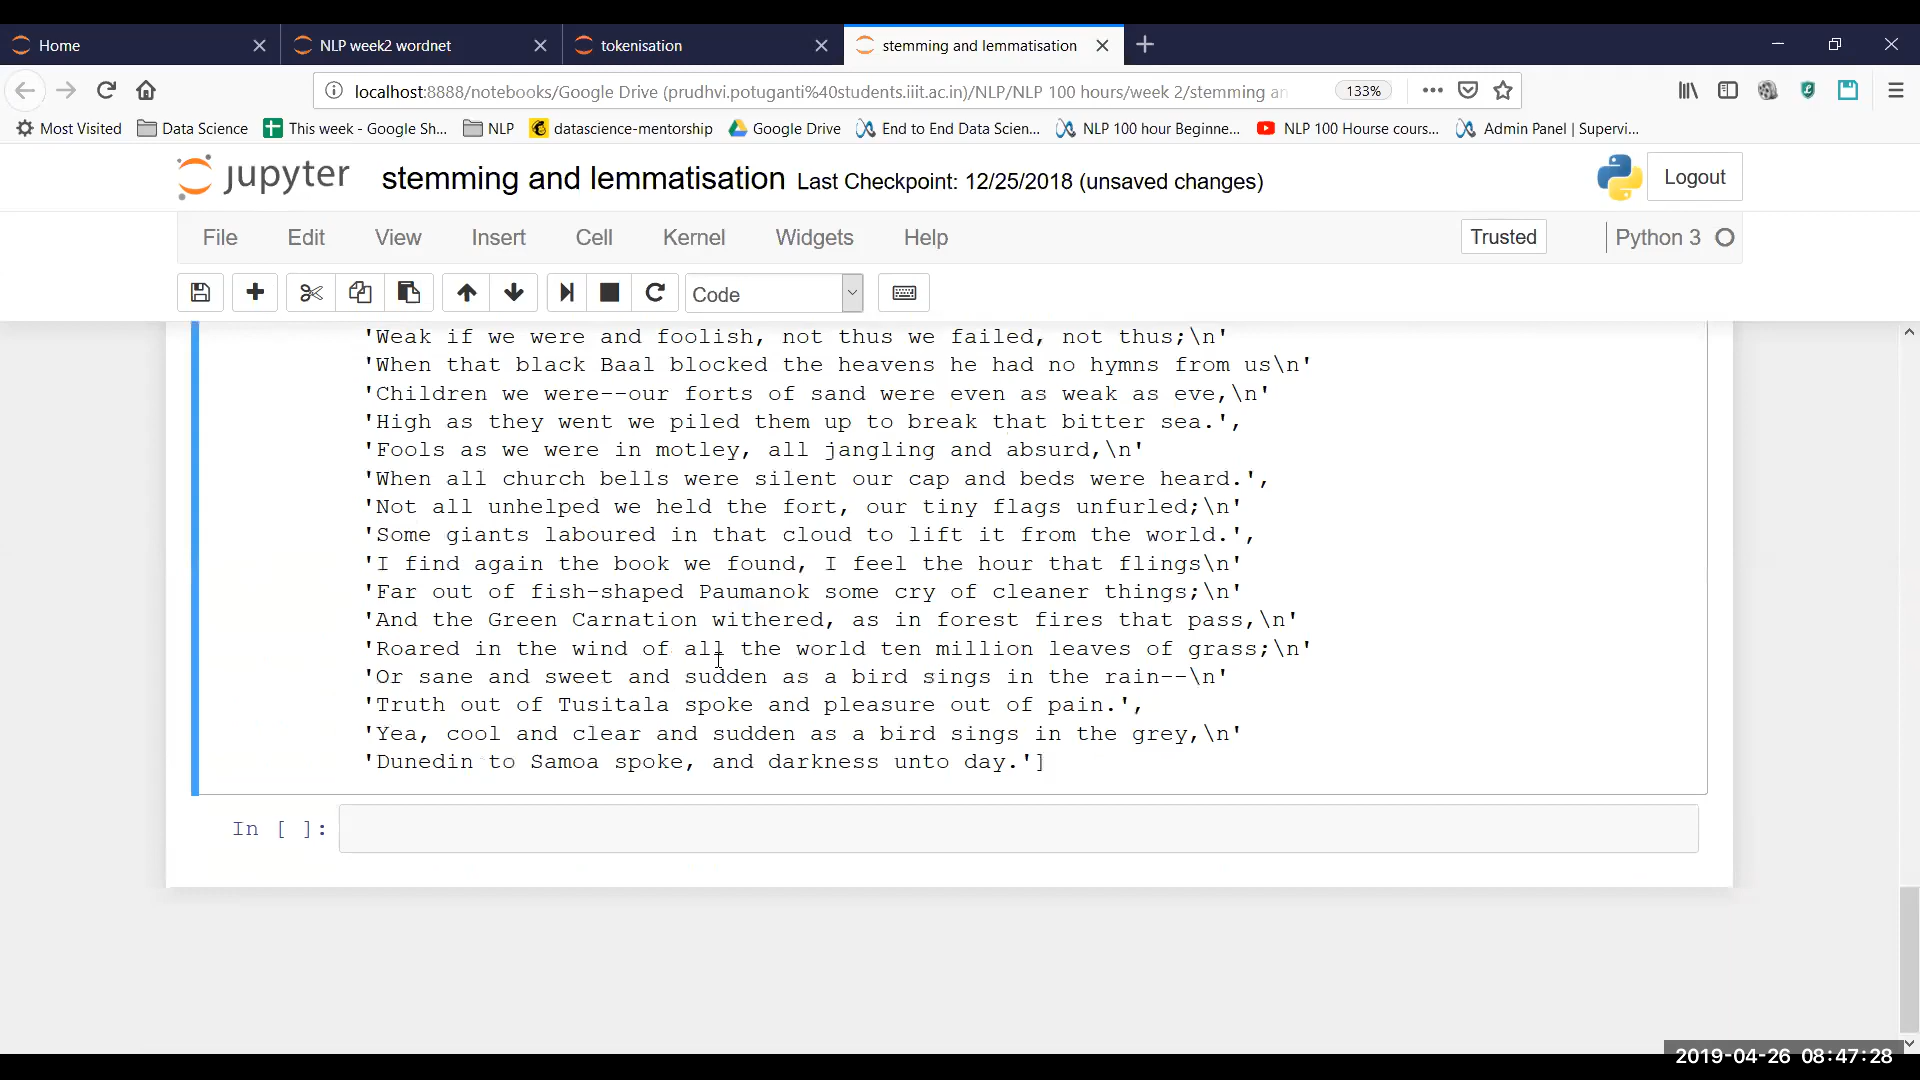 Home
NLP week2 wordnet
tokenisation
stemming and lemmatisation
localhost:8888/notebooks/Google Drive (prudhvi.potuganti%40students.iiit.ac.in)/NLP/NLP 100 hours/week 2/stemming an
133%
Most Visited
Data Science
This week - Google Sh...
NLP
datascience-mentorship
Google Drive
End to End Data Scien...
NLP 100 hour Beginne...
NLP 100 Hourse cours...
Admin Panel | Supervi...
jupyter
stemming and lemmatisation Last Checkpoint: 12/25/2018 (unsaved changes)
Logout
File
Edit
View
Insert
Cell
Kernel
Widgets
Help
Trusted
Python 3
Code
'Weak if we were and foolish, not thus we failed, not thus;\n'
'When that black Baal blocked the heavens he had no hymns from us\n'
'Children we were--our forts of sand were even as weak as eve,\n'
'High as they went we piled them up to break that bitter sea.',
'Fools as we were in motley, all jangling and absurd,\n'
'When all church bells were silent our cap and beds were heard.',
'Not all unhelped we held the fort, our tiny flags unfurled;\n'
'Some giants laboured in that cloud to lift it from the world.',
'I find again the book we found, I feel the hour that flings\n'
'Far out of fish-shaped Paumanok some cry of cleaner things;\n'
'And the Green Carnation withered, as in forest fires that pass,\n'
'Roared in the wind of all the world ten million leaves of grass;\n'
'Or sane and sweet and sudden as a bird sings in the rain--\n'
'Truth out of Tusitala spoke and pleasure out of pain.',
'Yea, cool and clear and sudden as a bird sings in the grey,\n'
'Dunedin to Samoa spoke, and darkness unto day.']
In [ ]:
2019-04-26 08:47:28